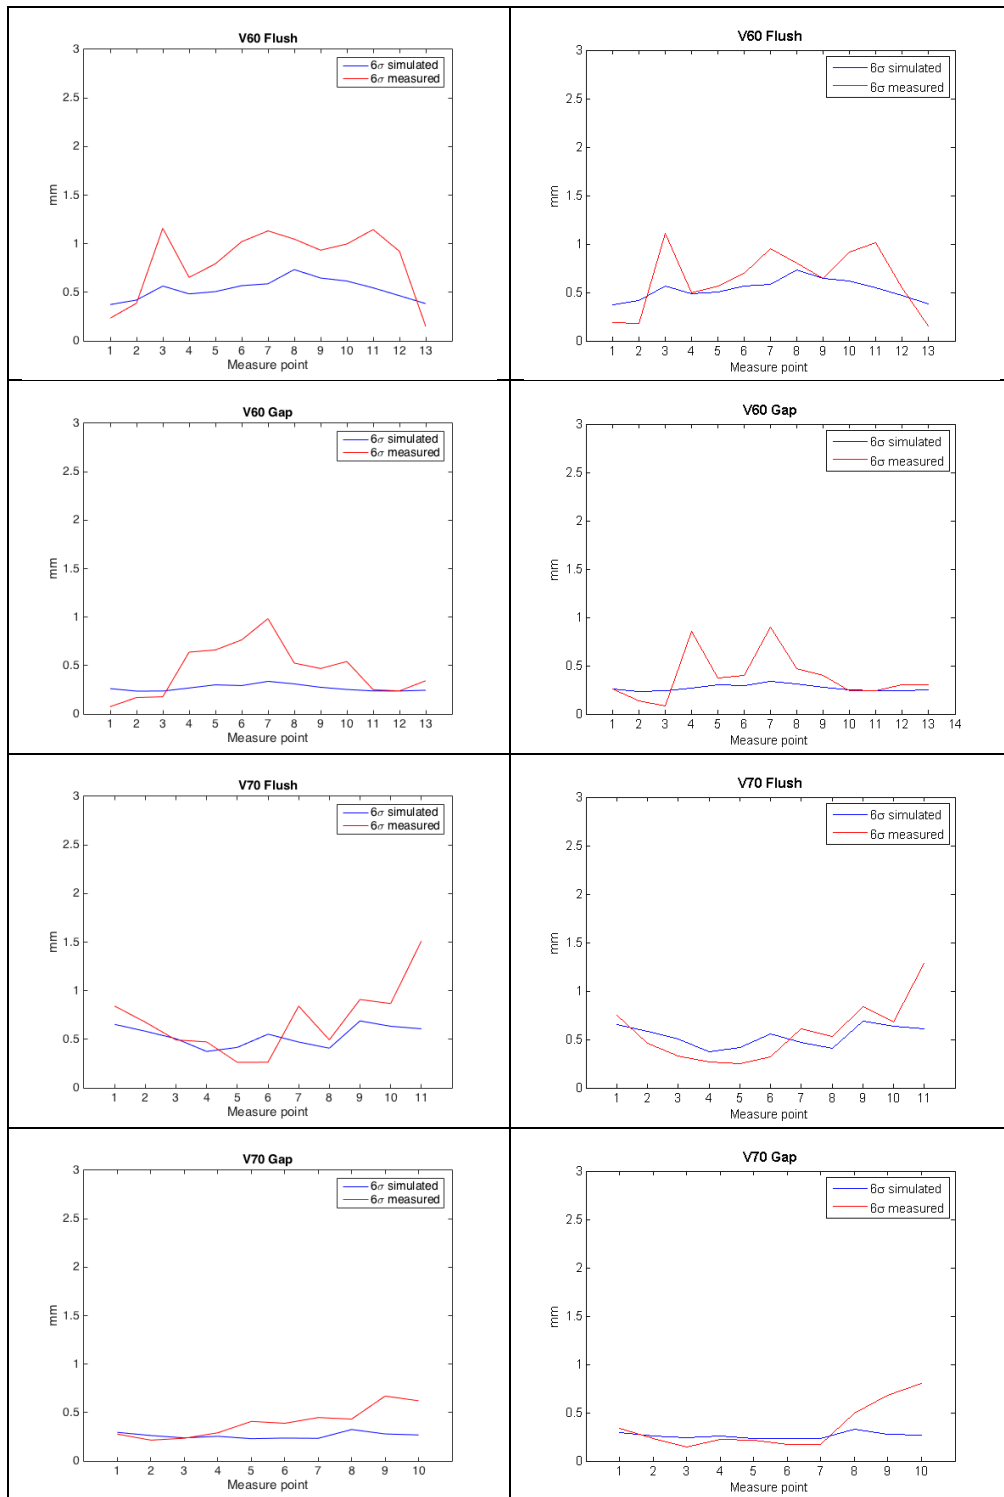 V60 Flush
3
2.5
2
1.5
1
0.5
0
mm
6σ simulated
6σ measured
1 2 3 4 5 6 7 8 9 10 11 12 13
Measure point
V60 Flush
3
2.5
2
1.5
1
0.5
0
mm
6σ simulated
6σ measured
1 2 3 4 5 6 7 8 9 10 11 12 13
Measure point
V60 Gap
3
2.5
2
1.5
1
0.5
0
mm
6σ simulated
6σ measured
1 2 3 4 5 6 7 8 9 10 11 12 13
Measure point
V60 Gap
3
2.5
2
1.5
1
0.5
0
mm
6σ simulated
6σ measured
1 2 3 4 5 6 7 8 9 10 11 12 13 14
Measure point
V70 Flush
3
2.5
2
1.5
1
0.5
0
mm
6σ simulated
6σ measured
1 2 3 4 5 6 7 8 9 10 11
Measure point
V70 Flush
3
2.5
2
1.5
1
0.5
0
mm
6σ simulated
6σ measured
1 2 3 4 5 6 7 8 9 10 11
Measure point
V70 Gap
3
2.5
2
1.5
1
0.5
0
mm
6σ simulated
6σ measured
1 2 3 4 5 6 7 8 9 10
Measure point
V70 Gap
3
2.5
2
1.5
1
0.5
0
mm
6σ simulated
6σ measured
1 2 3 4 5 6 7 8 9 10
Measure point